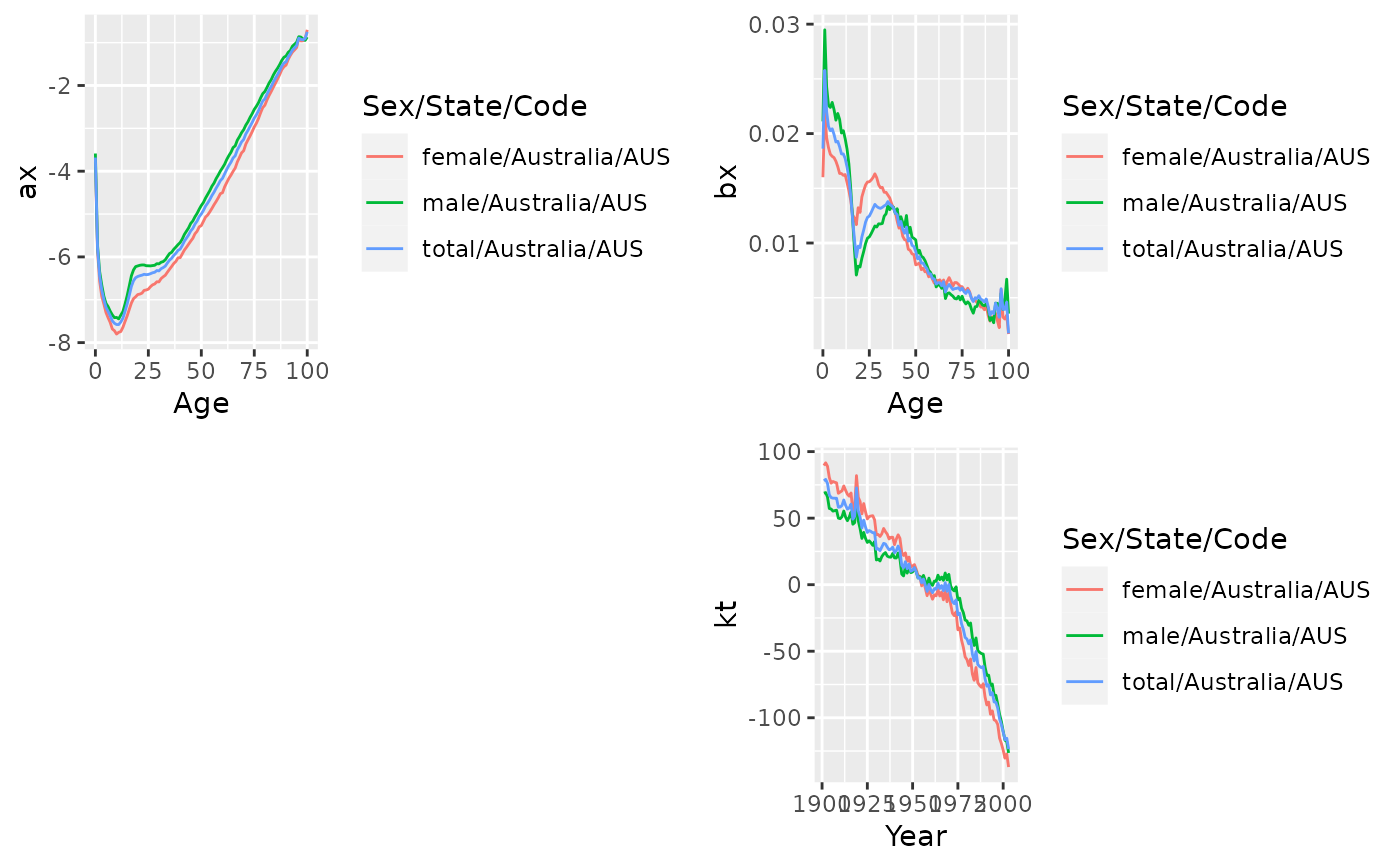 -2
-4
-6
-8
ax
0 25 50 75 100
Age
Sex/State/Code
female/Australia/AUS
male/Australia/AUS
total/Australia/AUS
0.03
0.02
0.01
bx
0 25 50 75 100
Age
Sex/State/Code
female/Australia/AUS
male/Australia/AUS
total/Australia/AUS
100
50
0
-50
-100
kt
1900 1925 1950 1975 2000
Year
Sex/State/Code
female/Australia/AUS
male/Australia/AUS
total/Australia/AUS